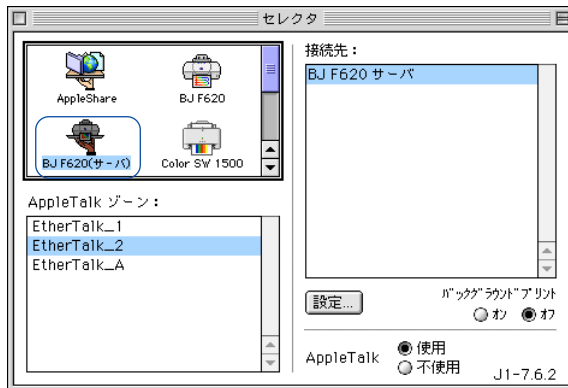 セレクタ
AppleShare
BJ F620
BJ F620(サーバ)
Color SW 1500
AppleTalk ゾーン：
EtherTalk_1
EtherTalk_2
EtherTalk_A
接続先：
BJ F620 サーバ
設定...
バックグラウンドプリント
オン オフ
AppleTalk
使用
不使用
J1-7.6.2